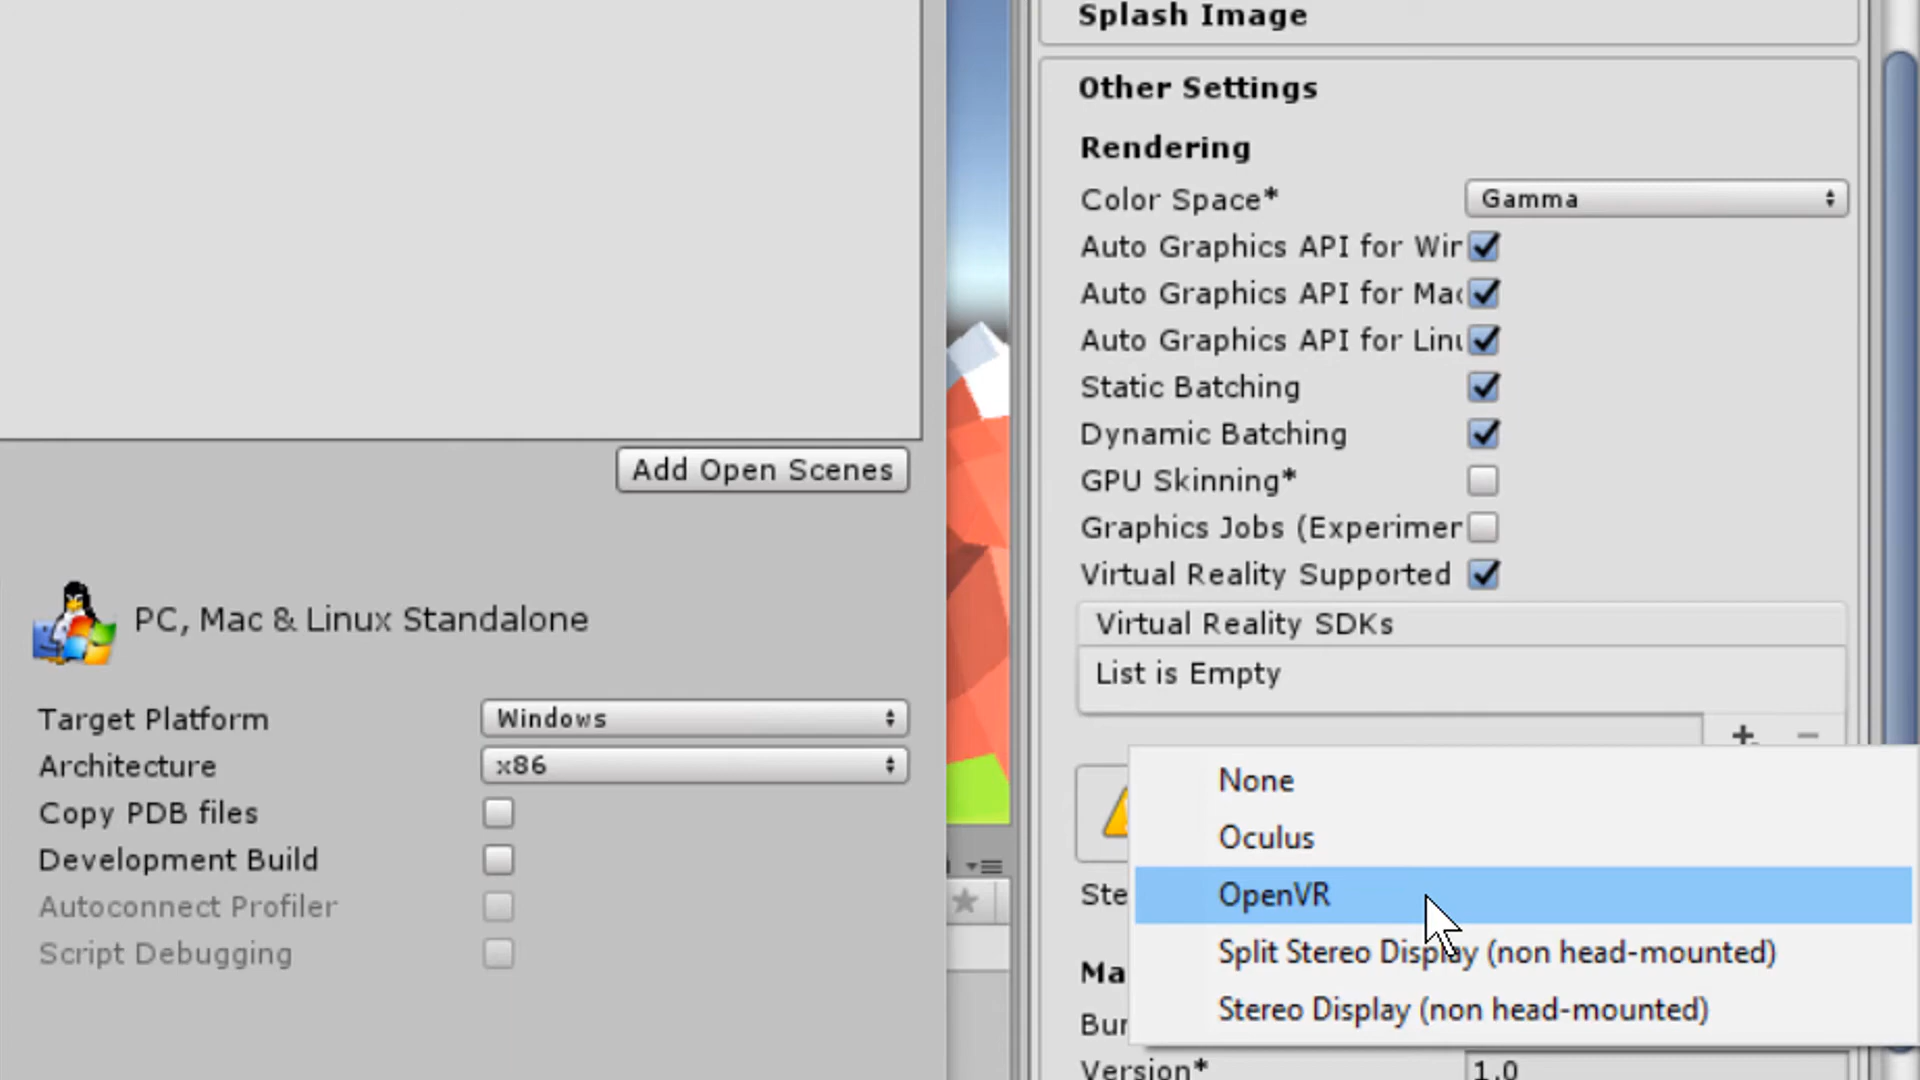 Splash Image
Other Settings
Rendering
Color Space*
Gamma
Auto Graphics API for Win
Auto Graphics API for Mac
Auto Graphics API for Linu
Static Batching
Dynamic Batching
GPU Skinning*
Graphics Jobs (Experimen
Virtual Reality Supported
Virtual Reality SDKs
List is Empty
None
Oculus
OpenVR
Split Stereo Display (non head-mounted)
Stereo Display (non head-mounted)
Ste
Ma
Bun
Version*
1.0
Add Open Scenes
PC, Mac & Linux Standalone
Target Platform
Windows
Architecture
x86
Copy PDB files
Development Build
Autoconnect Profiler
Script Debugging